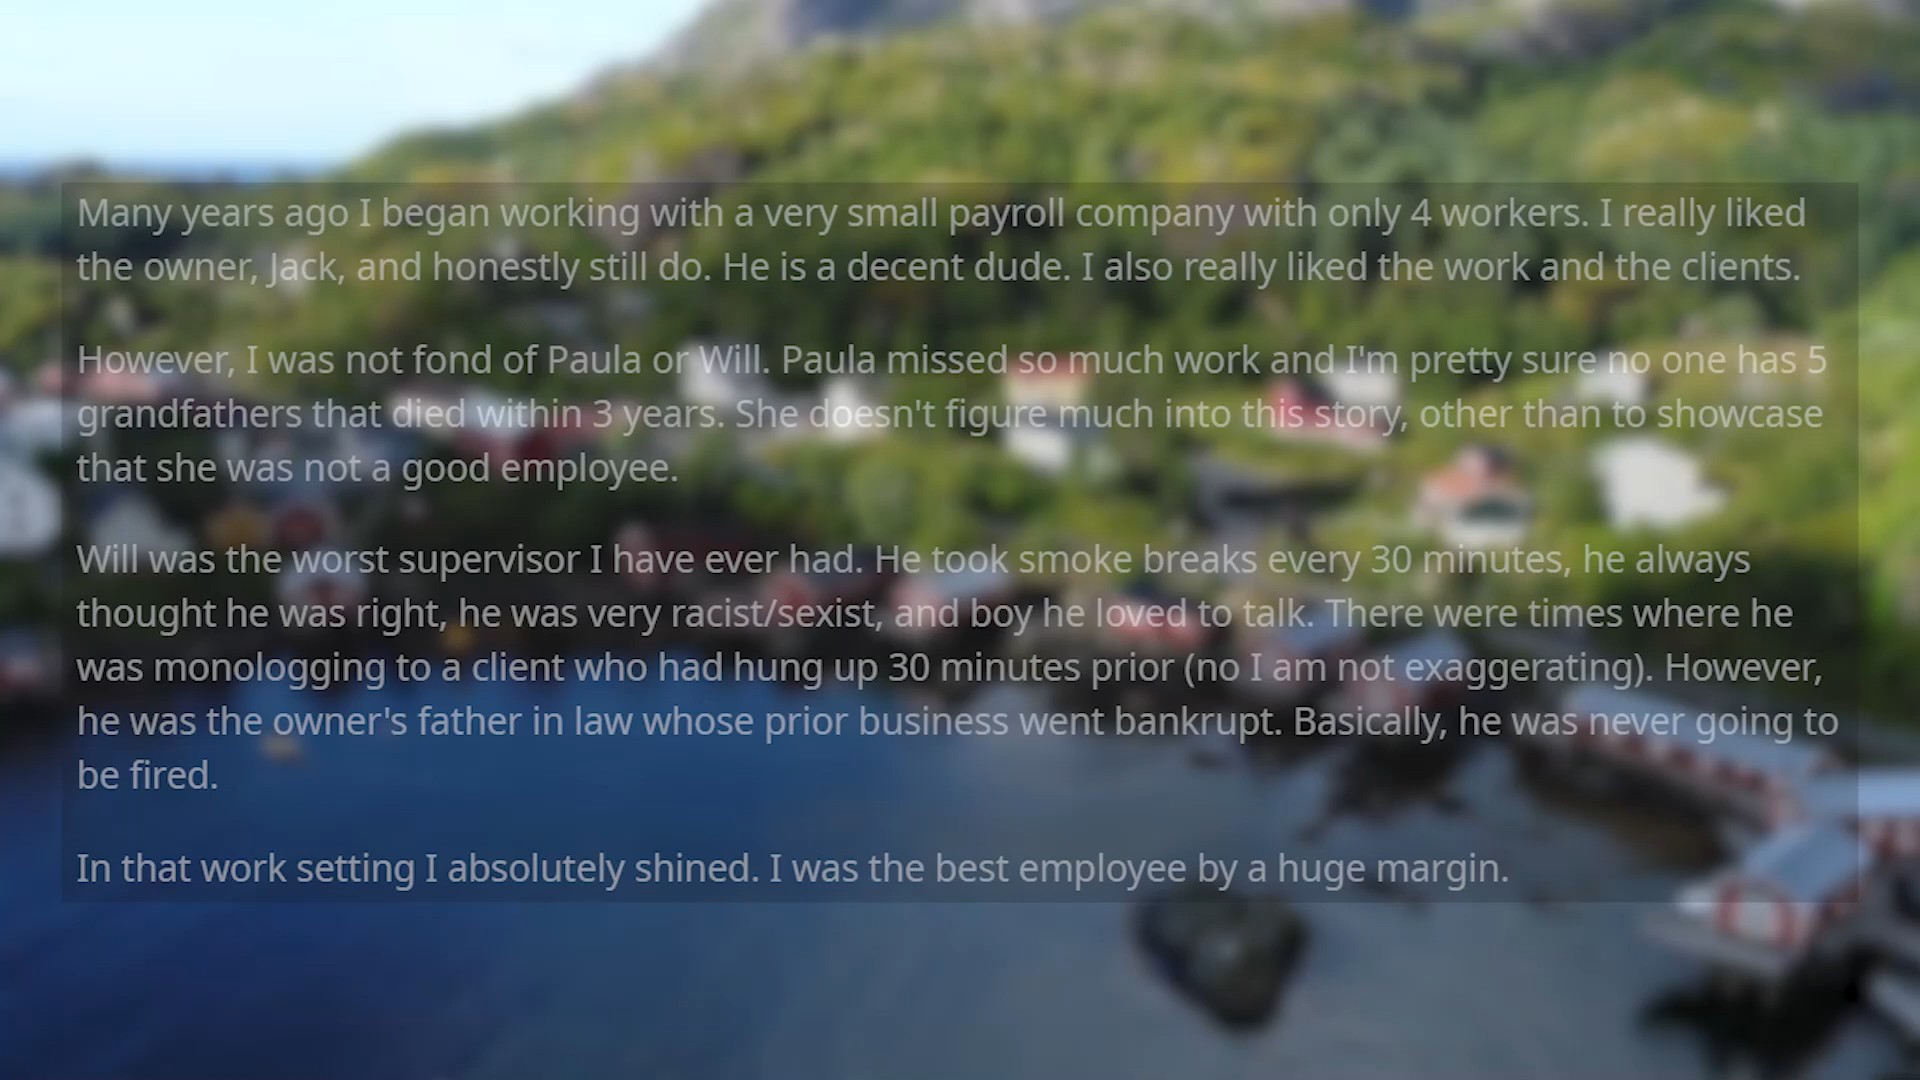 Many years ago I began working with a very small payroll company with only 4 workers. I really liked
the owner, Jack, and honestly still do. He is a decent dude. I also really liked the work and the clients.
However, I was not fond of Paula or Will. Paula missed so much work and I'm pretty sure no one has 5
grandfathers that died within 3 years. She doesn't figure much into this story, other than to showcase
that she was not a good employee.
Will was the worst supervisor I have ever had. He took smoke breaks every 30 minutes, he always
thought he was right, he was very racist/sexist, and boy he loved to talk. There were times where he
was monologging to a client who had hung up 30 minutes prior (no I am not exaggerating). However,
he was the owner's father in law whose prior business went bankrupt. Basically, he was never going to
be fired.
In that work setting I absolutely shined. I was the best employee by a huge margin.